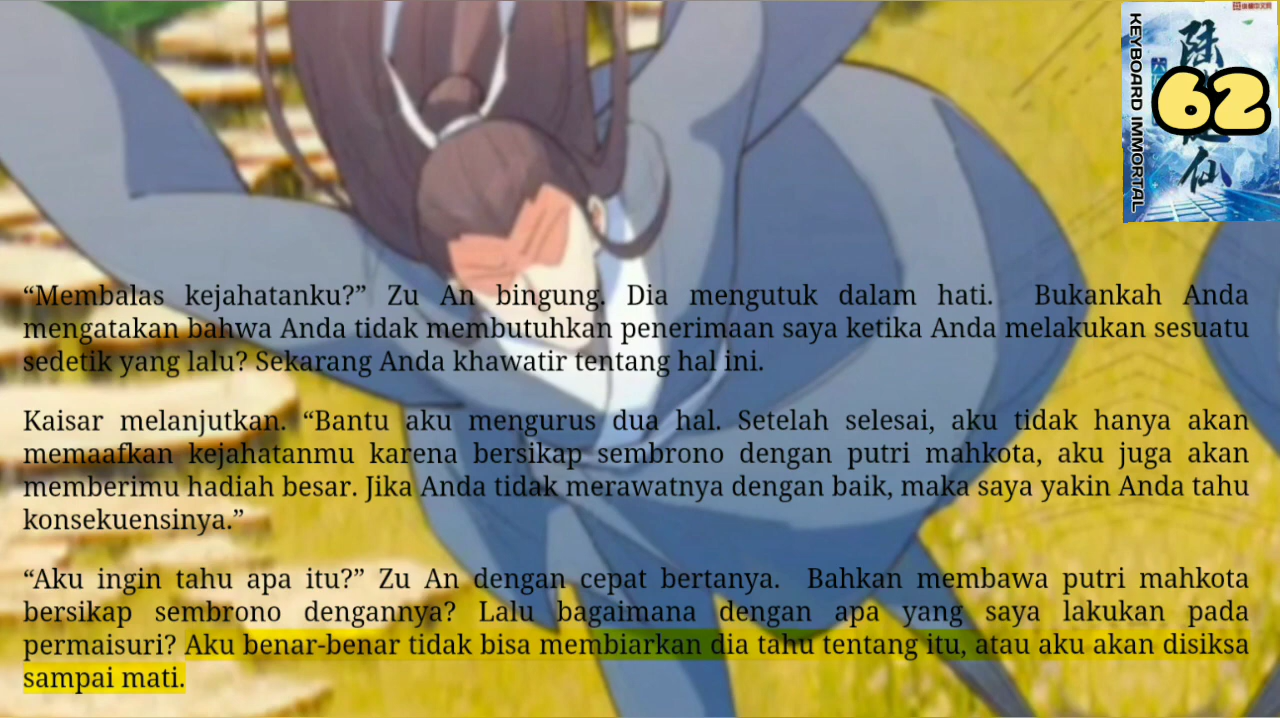 KEYBOARD IMMORTAL
62
仙
“Membalas kejahatanku?” Zu An bingung. Dia mengutuk dalam hati. Bukankah Anda
mengatakan bahwa Anda tidak membutuhkan penerimaan saya ketika Anda melakukan sesuatu
sedetik yang lalu? Sekarang Anda khawatir tentang hal ini.
Kaisar melanjutkan. “Bantu aku mengurus dua hal. Setelah selesai, aku tidak hanya akan
memaafkan kejahatanmu karena bersikap sembrono dengan putri mahkota, aku juga akan
memberimu hadiah besar. Jika Anda tidak merawatnya dengan baik, maka saya yakin Anda tahu
konsekuensinya.”
“Aku ingin tahu apa itu?” Zu An dengan cepat bertanya. Bahkan membawa putri mahkota
bersikap sembrono dengannya? Lalu bagaimana dengan apa yang saya lakukan pada
permaisuri? Aku benar-benar tidak bisa membiarkan dia tahu tentang itu, atau aku akan disiksa
sampai mati.